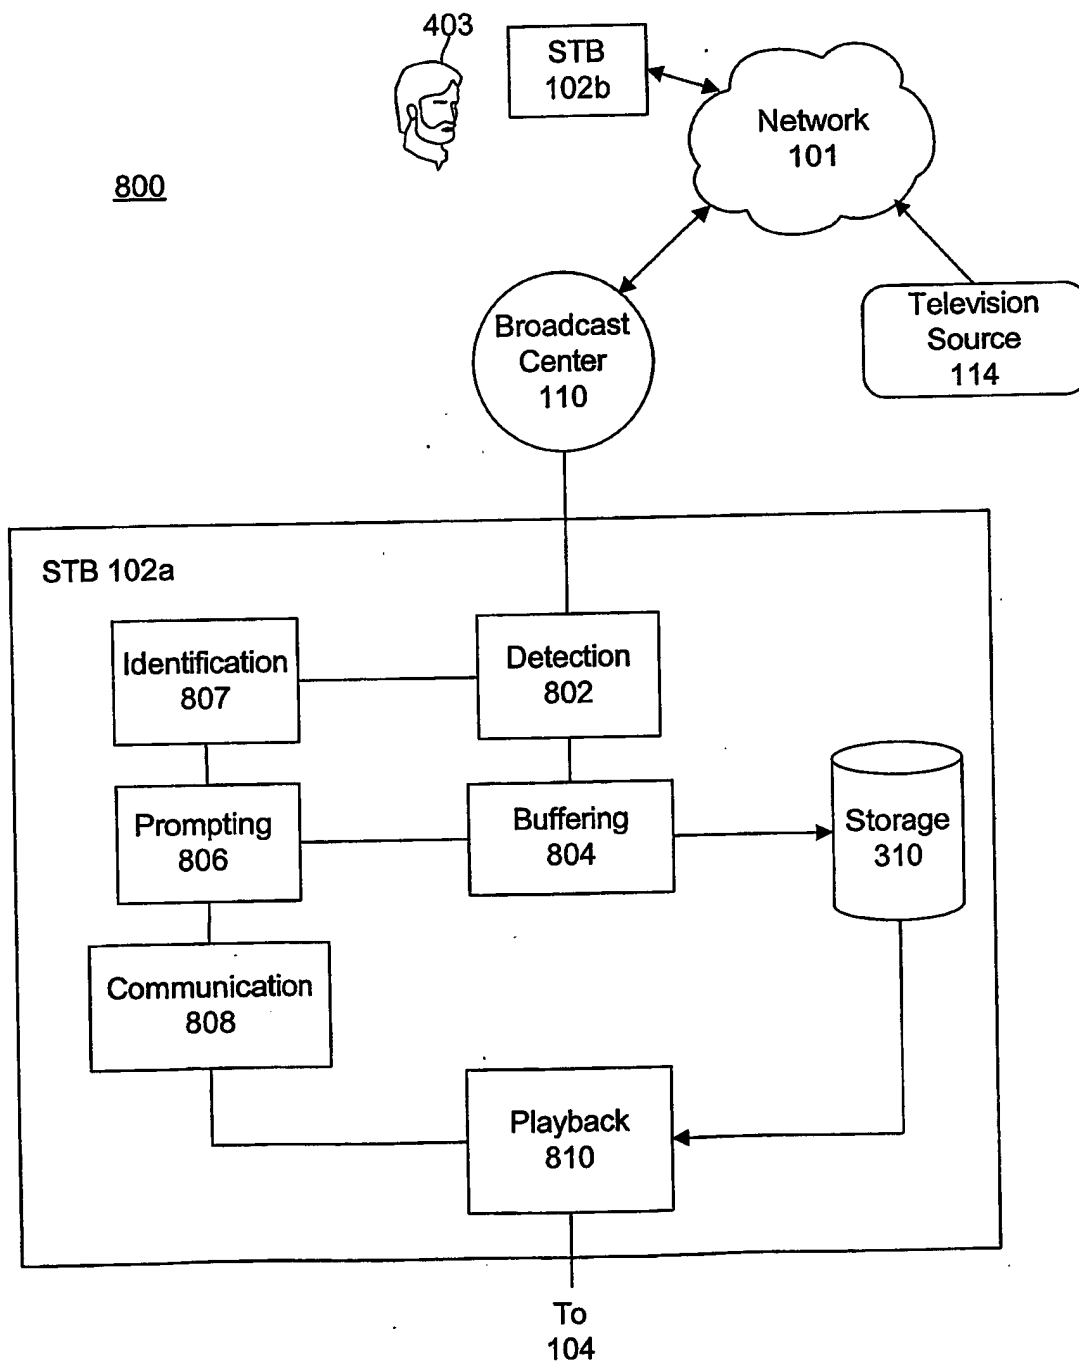 403
STB
102b
Network
101
800
Television
Source
114
Broadcast
Center
110
STB 102a
Identification
807
Detection
802
Prompting
806
Buffering
804
Storage
310
Communication
808
Playback
810
To
104